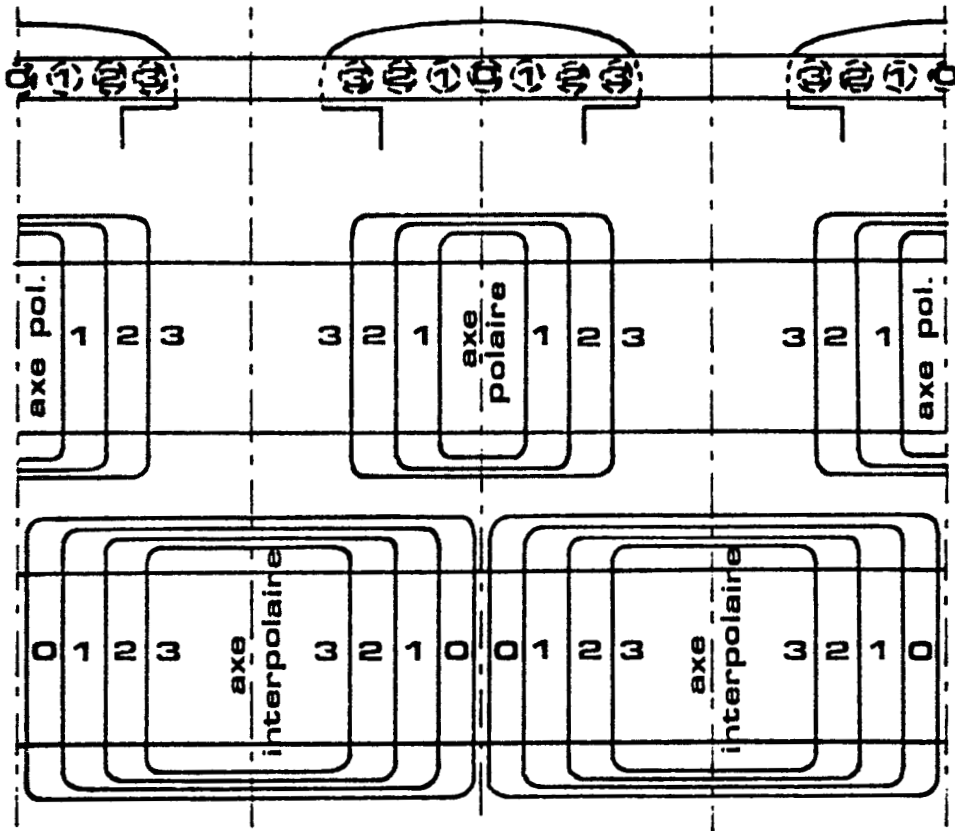 0 1 2 3 3 2 1 0 1 2 3 3 2 1 0
axe pol. 1 2 3 3 2 1 axe polaire 1 2 3 3 2 1 axe pol.
0 1 2 3 axe interpolaire 3 2 1 0 0 1 2 3 axe interpolaire 3 2 1 0